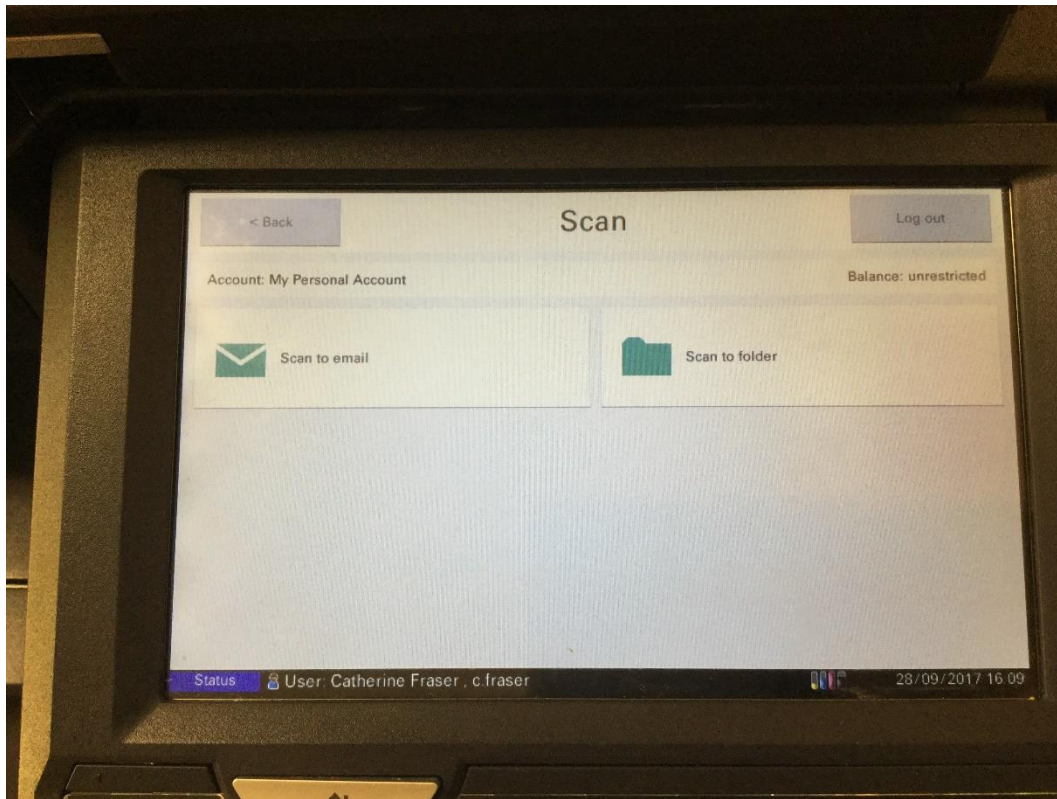 < Back
Scan
Log out
Account: My Personal Account
Balance: unrestricted
Scan to email
Scan to folder
Status
User: Catherine Fraser , c.fraser
28/09/2017 16:09